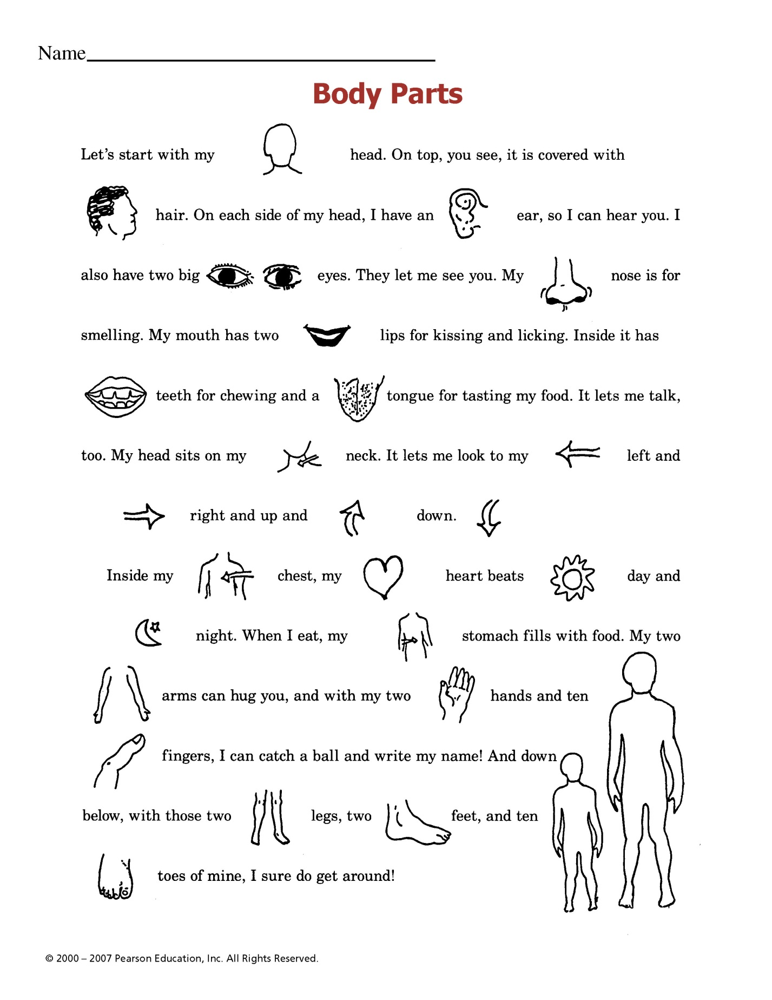 Name
Body Parts
Let's start with my head. On top, you see, it is covered with
hair. On each side of my head, I have an ear, so I can hear you. I
also have two big eyes. They let me see you. My nose is for
smelling. My mouth has two lips for kissing and licking. Inside it has
teeth for chewing and a tongue for tasting my food. It lets me talk,
too. My head sits on my neck. It lets me look to my left and
right and up and down.
Inside my chest, my heart beats day and
night. When I eat, my stomach fills with food. My two
arms can hug you, and with my two hands and ten
fingers, I can catch a ball and write my name! And down
below, with those two legs, two feet, and ten
toes of mine, I sure do get around!
© 2000 – 2007 Pearson Education, Inc. All Rights Reserved.